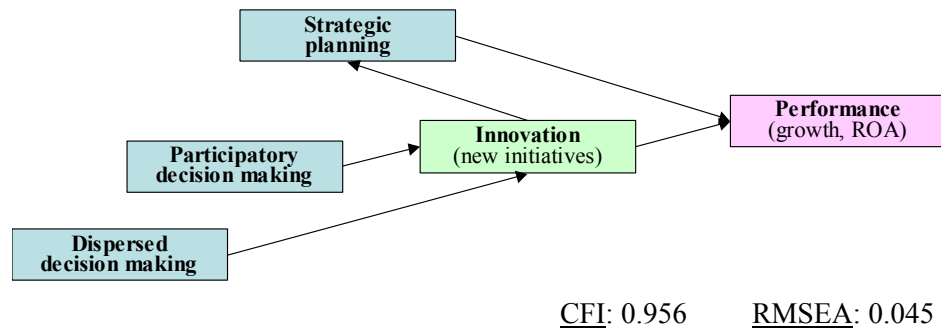 Strategic
planning
Performance
(growth, ROA)
Innovation
(new initiatives)
Participatory
decision making
Dispersed
decision making
CFI: 0.956 RMSEA: 0.045